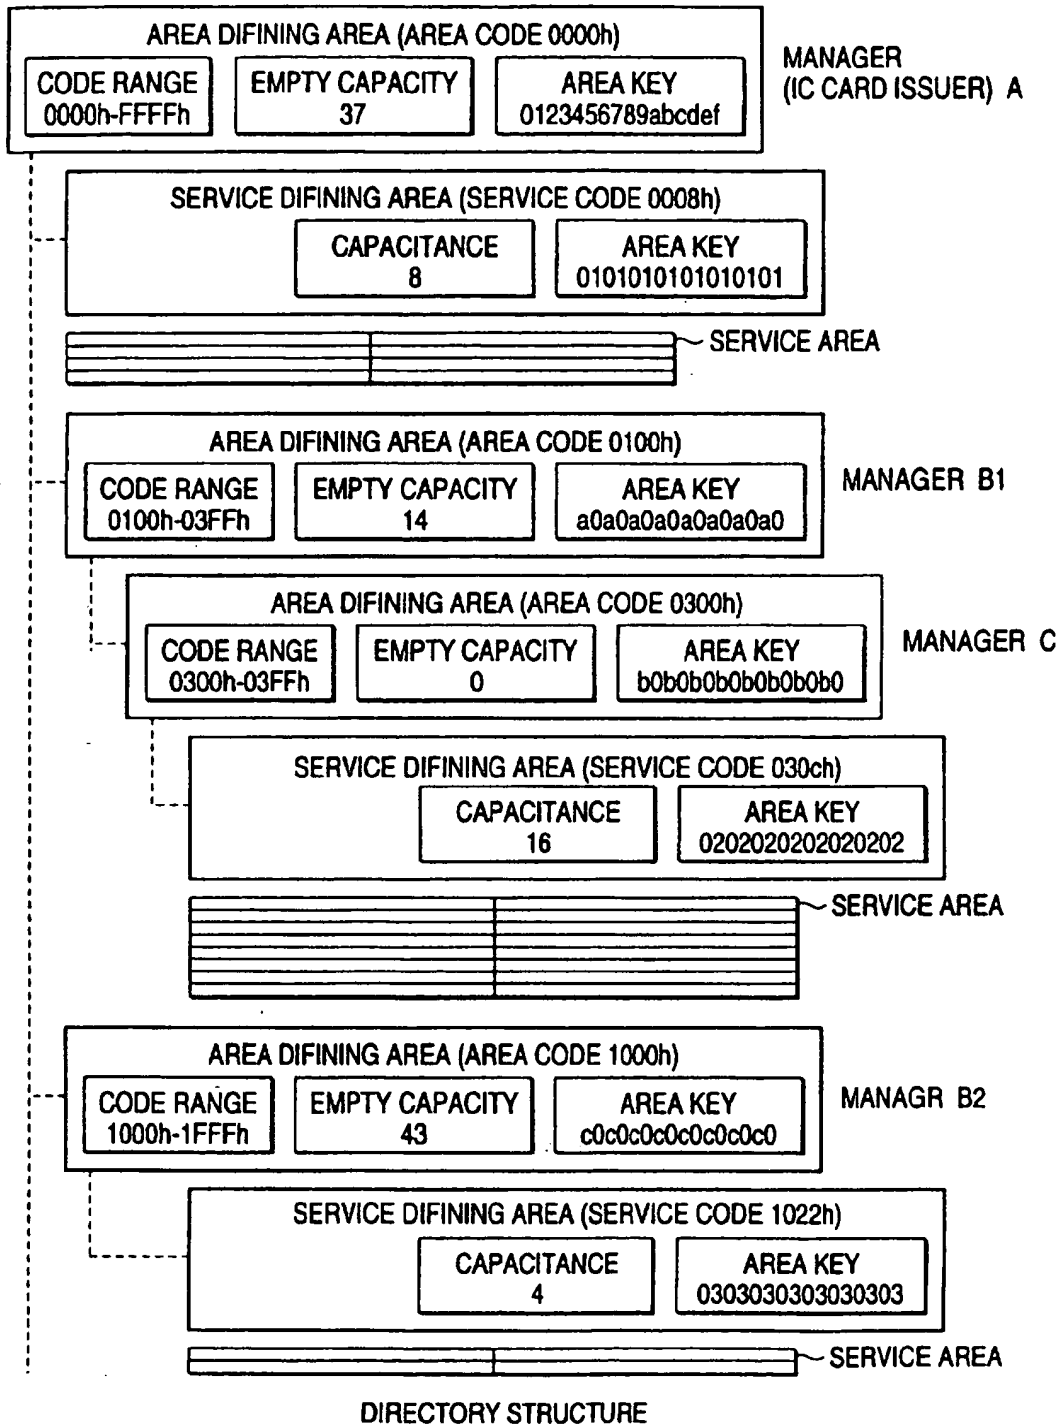 AREA DIFINING AREA (AREA CODE 0000h)
CODE RANGE
0000h-FFFFh
EMPTY CAPACITY
37
AREA KEY
0123456789abcdef
MANAGER
(IC CARD ISSUER) A
SERVICE DIFINING AREA (SERVICE CODE 0008h)
CAPACITANCE
8
AREA KEY
0101010101010101
SERVICE AREA
AREA DIFINING AREA (AREA CODE 0100h)
CODE RANGE
0100h-03FFh
EMPTY CAPACITY
14
AREA KEY
a0a0a0a0a0a0a0a0
MANAGER B1
AREA DIFINING AREA (AREA CODE 0300h)
CODE RANGE
0300h-03FFh
EMPTY CAPACITY
0
AREA KEY
b0b0b0b0b0b0b0b0
MANAGER C
SERVICE DIFINING AREA (SERVICE CODE 030ch)
CAPACITANCE
16
AREA KEY
0202020202020202
SERVICE AREA
AREA DIFINING AREA (AREA CODE 1000h)
CODE RANGE
1000h-1FFFh
EMPTY CAPACITY
43
AREA KEY
c0c0c0c0c0c0c0c0
MANAGR B2
SERVICE DIFINING AREA (SERVICE CODE 1022h)
CAPACITANCE
4
AREA KEY
0303030303030303
SERVICE AREA
DIRECTORY STRUCTURE